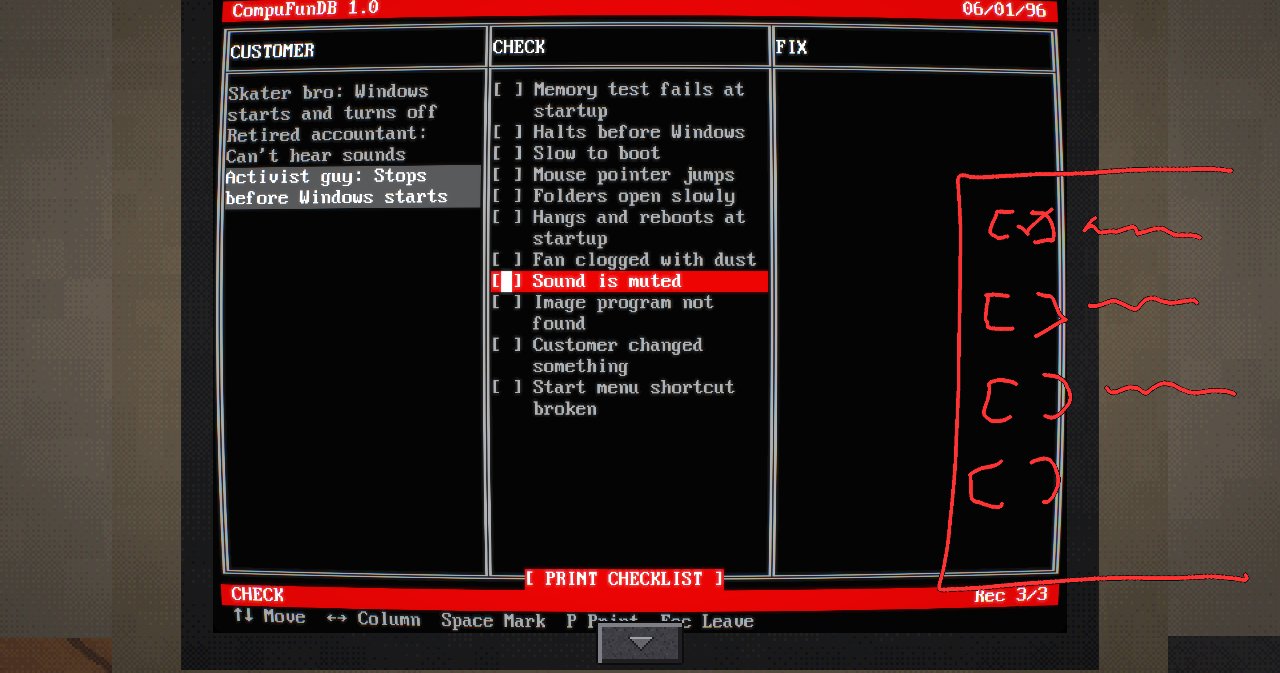 CompuFunDB 1.0 06/01/96
CUSTOMER CHECK FIX
Skater bro: Windows
starts and turns off
Retired accountant:
Can't hear sounds
Activist guy: Stops
before Windows starts
[ ] Memory test fails at
startup
[ ] Halts before Windows
[ ] Slow to boot
[ ] Mouse pointer jumps
[ ] Folders open slowly
[ ] Hangs and reboots at
startup
[ ] Fan clogged with dust
[ ] Sound is muted
[ ] Image program not
found
[ ] Customer changed
something
[ ] Start menu shortcut
broken
[ PRINT CHECKLIST ]
CHECK Rec 3/3
↑↓ Move ↔ Column Space Mark P Print Esc Leave